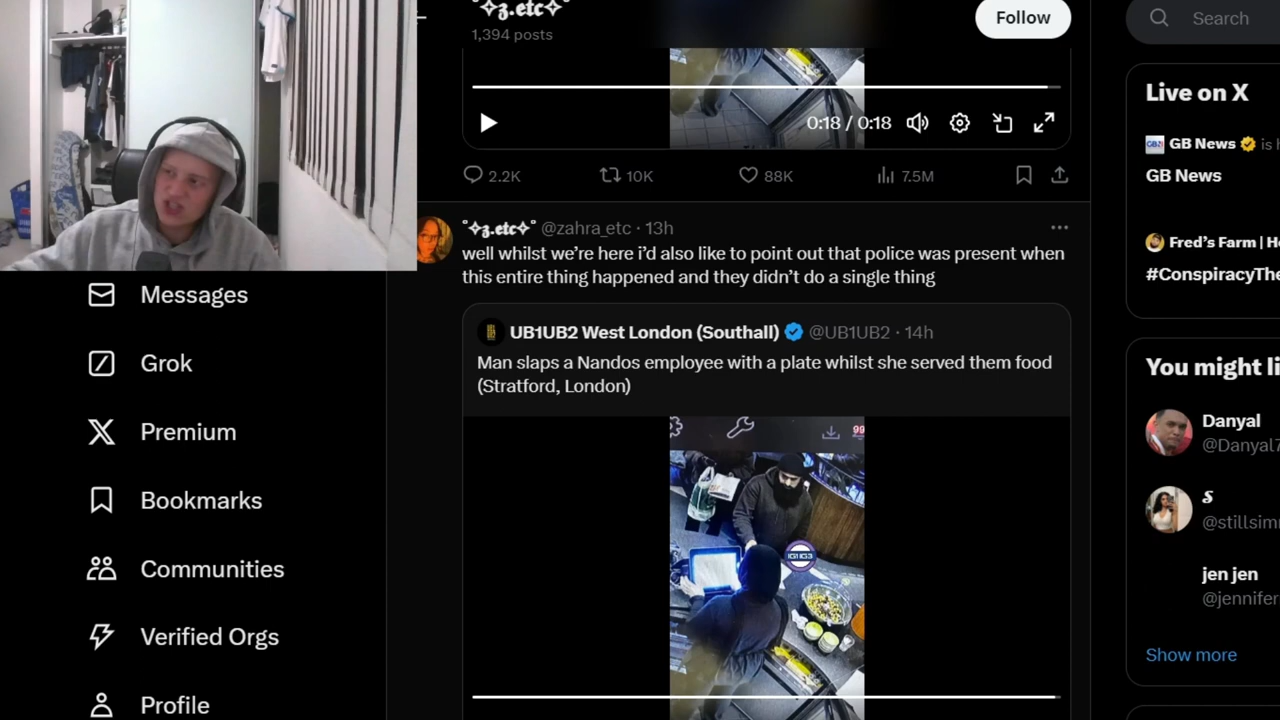 ˚✧ʒ.etc✧˚
1,394 posts
Follow
Search
0:18 / 0:18
2.2K
10K
88K
7.5M
˚✧ʒ.etc✧˚ @zahra_etc · 13h
well whilst we’re here i’d also like to point out that police was present when
this entire thing happened and they didn’t do a single thing
UB1UB2 West London (Southall) @UB1UB2 · 14h
Man slaps a Nandos employee with a plate whilst she served them food
(Stratford, London)
99
Messages
Grok
Premium
Bookmarks
Communities
Verified Orgs
Profile
Live on X
GB News is
GB News
Fred’s Farm |
#ConspiracyThe
You might li
Danyal
@Danyal7
S
@stillsim
jen jen
@jennifer
Show more